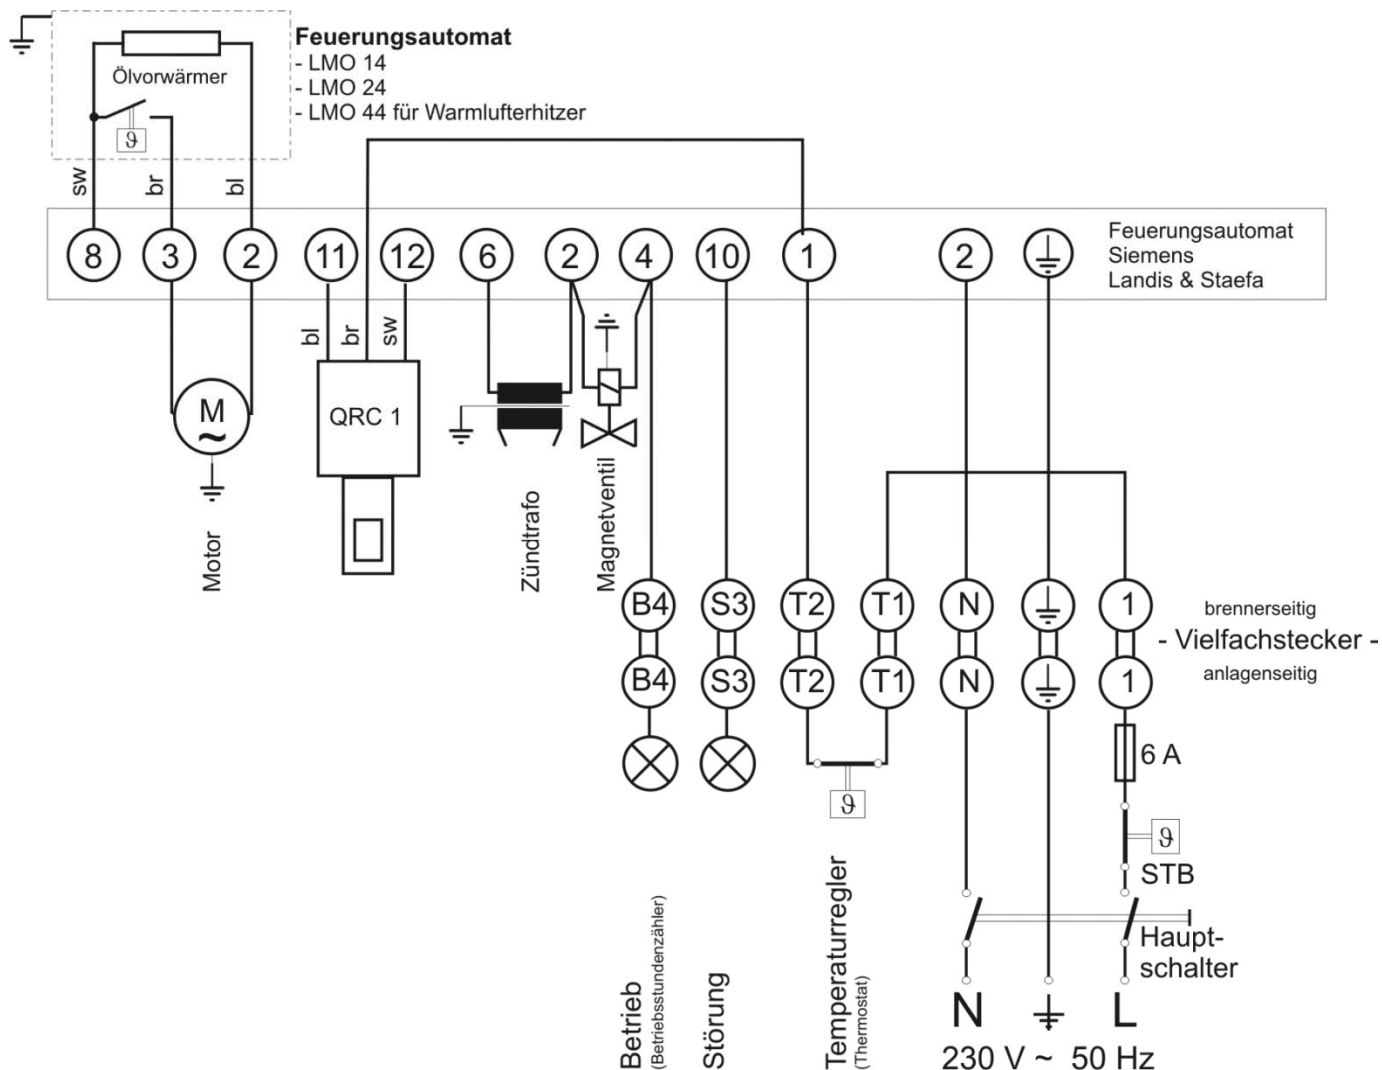 Feuerungsautomat
- LMO 14
- LMO 24
- LMO 44 für Warmlufterhitzer
Ölvorwärmer
ϑ
sw
br
bl
Feuerungsautomat
Siemens
Landis & Staefa
8
3
2
11
12
6
2
4
10
1
2
bl
br
sw
M
~
QRC 1
Motor
Zündtrafo
Magnetventil
B4
S3
T2
T1
N
1
brennerseitig
- Vielfachstecker -
anlagenseitig
B4
S3
T2
T1
N
1
6 A
ϑ
ϑ
STB
Haupt-
schalter
Betrieb
(Betriebsstundenzähler)
Störung
Temperaturregler
(Thermostat)
N
L
230 V ~ 50 Hz